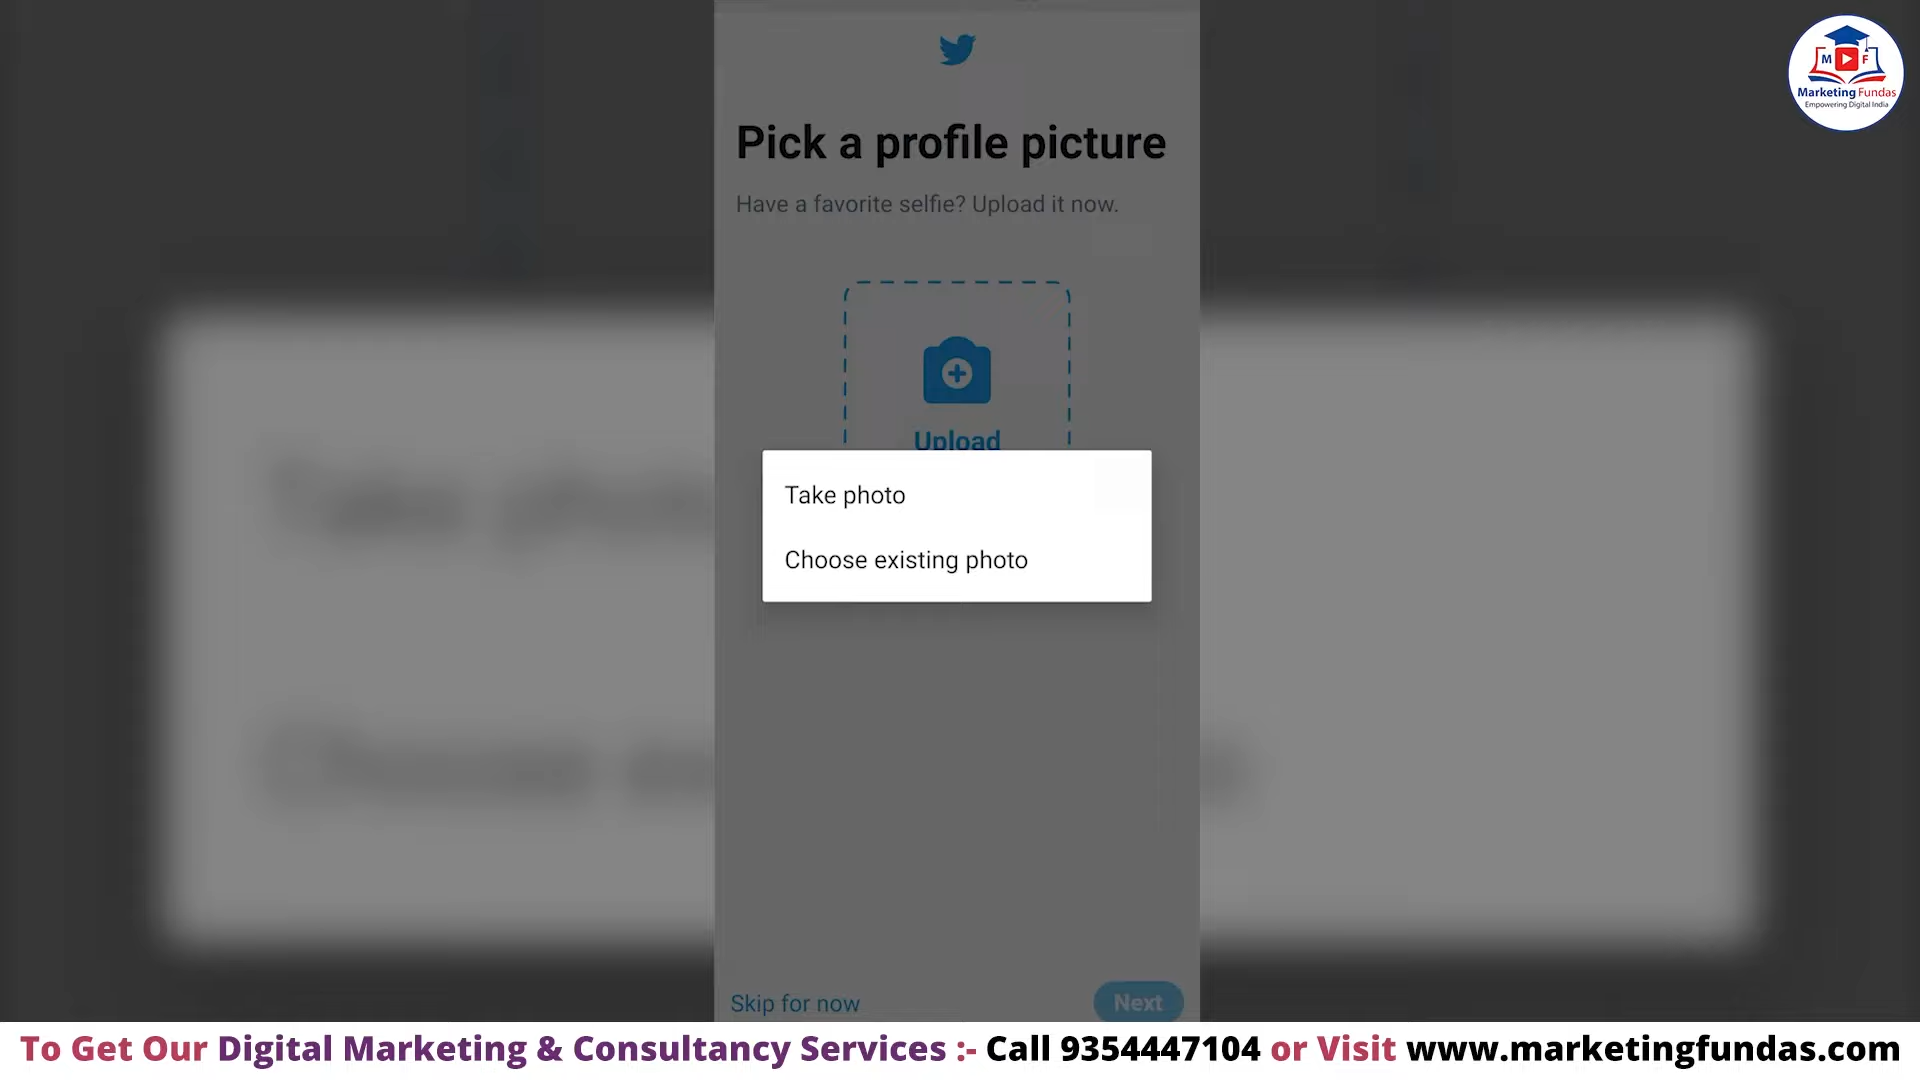 M F
Marketing Fundas
Empowering Digital India
Pick a profile picture
Have a favorite selfie? Upload it now.
Upload
Take photo
Choose existing photo
Skip for now
Next
To Get Our Digital Marketing & Consultancy Services :- Call 9354447104 or Visit www.marketingfundas.com